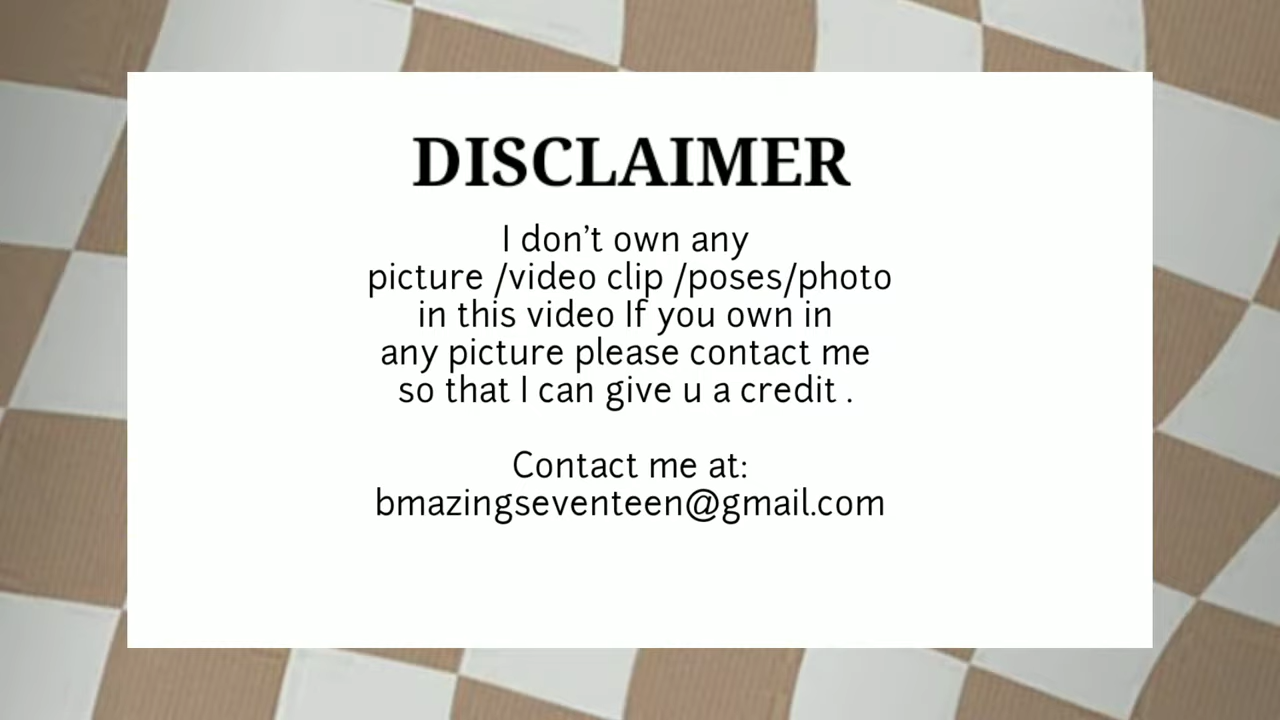 DISCLAIMER
I don’t own any
picture /video clip /poses/photo
in this video If you own in
any picture please contact me
so that I can give u a credit .
Contact me at:
bmazingseventeen@gmail.com